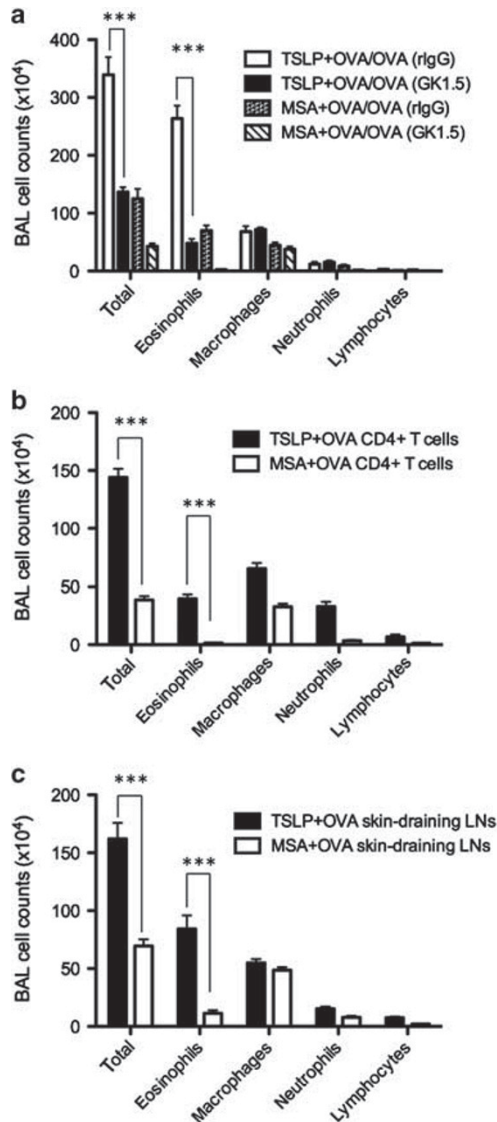 a
***
***
TSLP+OVA/OVA (rIgG)
TSLP+OVA/OVA (GK1.5)
MSA+OVA/OVA (rIgG)
MSA+OVA/OVA (GK1.5)
BAL cell counts (x10⁴)
400
300
200
100
0
Total
Eosinophils
Macrophages
Neutrophils
Lymphocytes
b
***
***
TSLP+OVA CD4+ T cells
MSA+OVA CD4+ T cells
BAL cell counts (x10⁴)
200
150
100
50
0
Total
Eosinophils
Macrophages
Neutrophils
Lymphocytes
c
***
***
TSLP+OVA skin-draining LNs
MSA+OVA skin-draining LNs
BAL cell counts (x10⁴)
200
150
100
50
0
Total
Eosinophils
Macrophages
Neutrophils
Lymphocytes